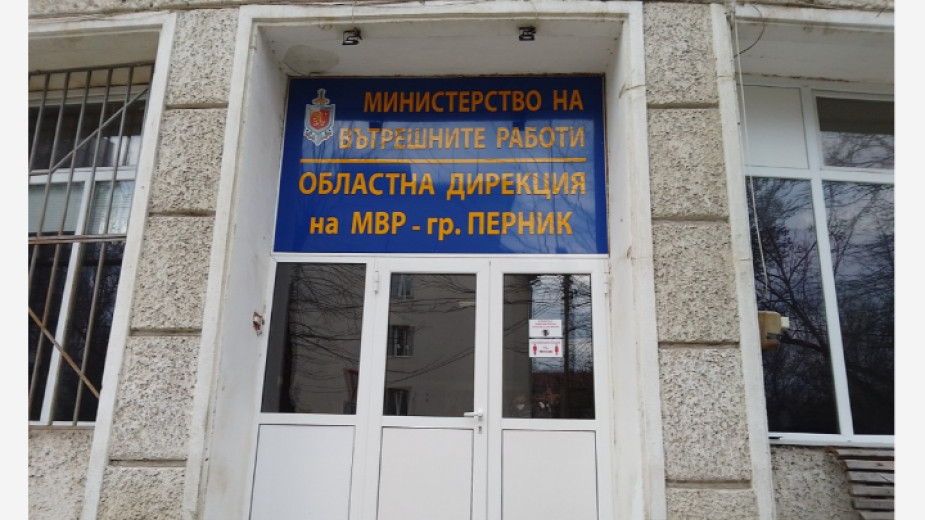 МИНИСТЕРСТВО НА
ВЪТРЕШНИТЕ РАБОТИ
ОБЛАСТНА ДИРЕКЦИЯ
на МВР - гр. ПЕРНИК